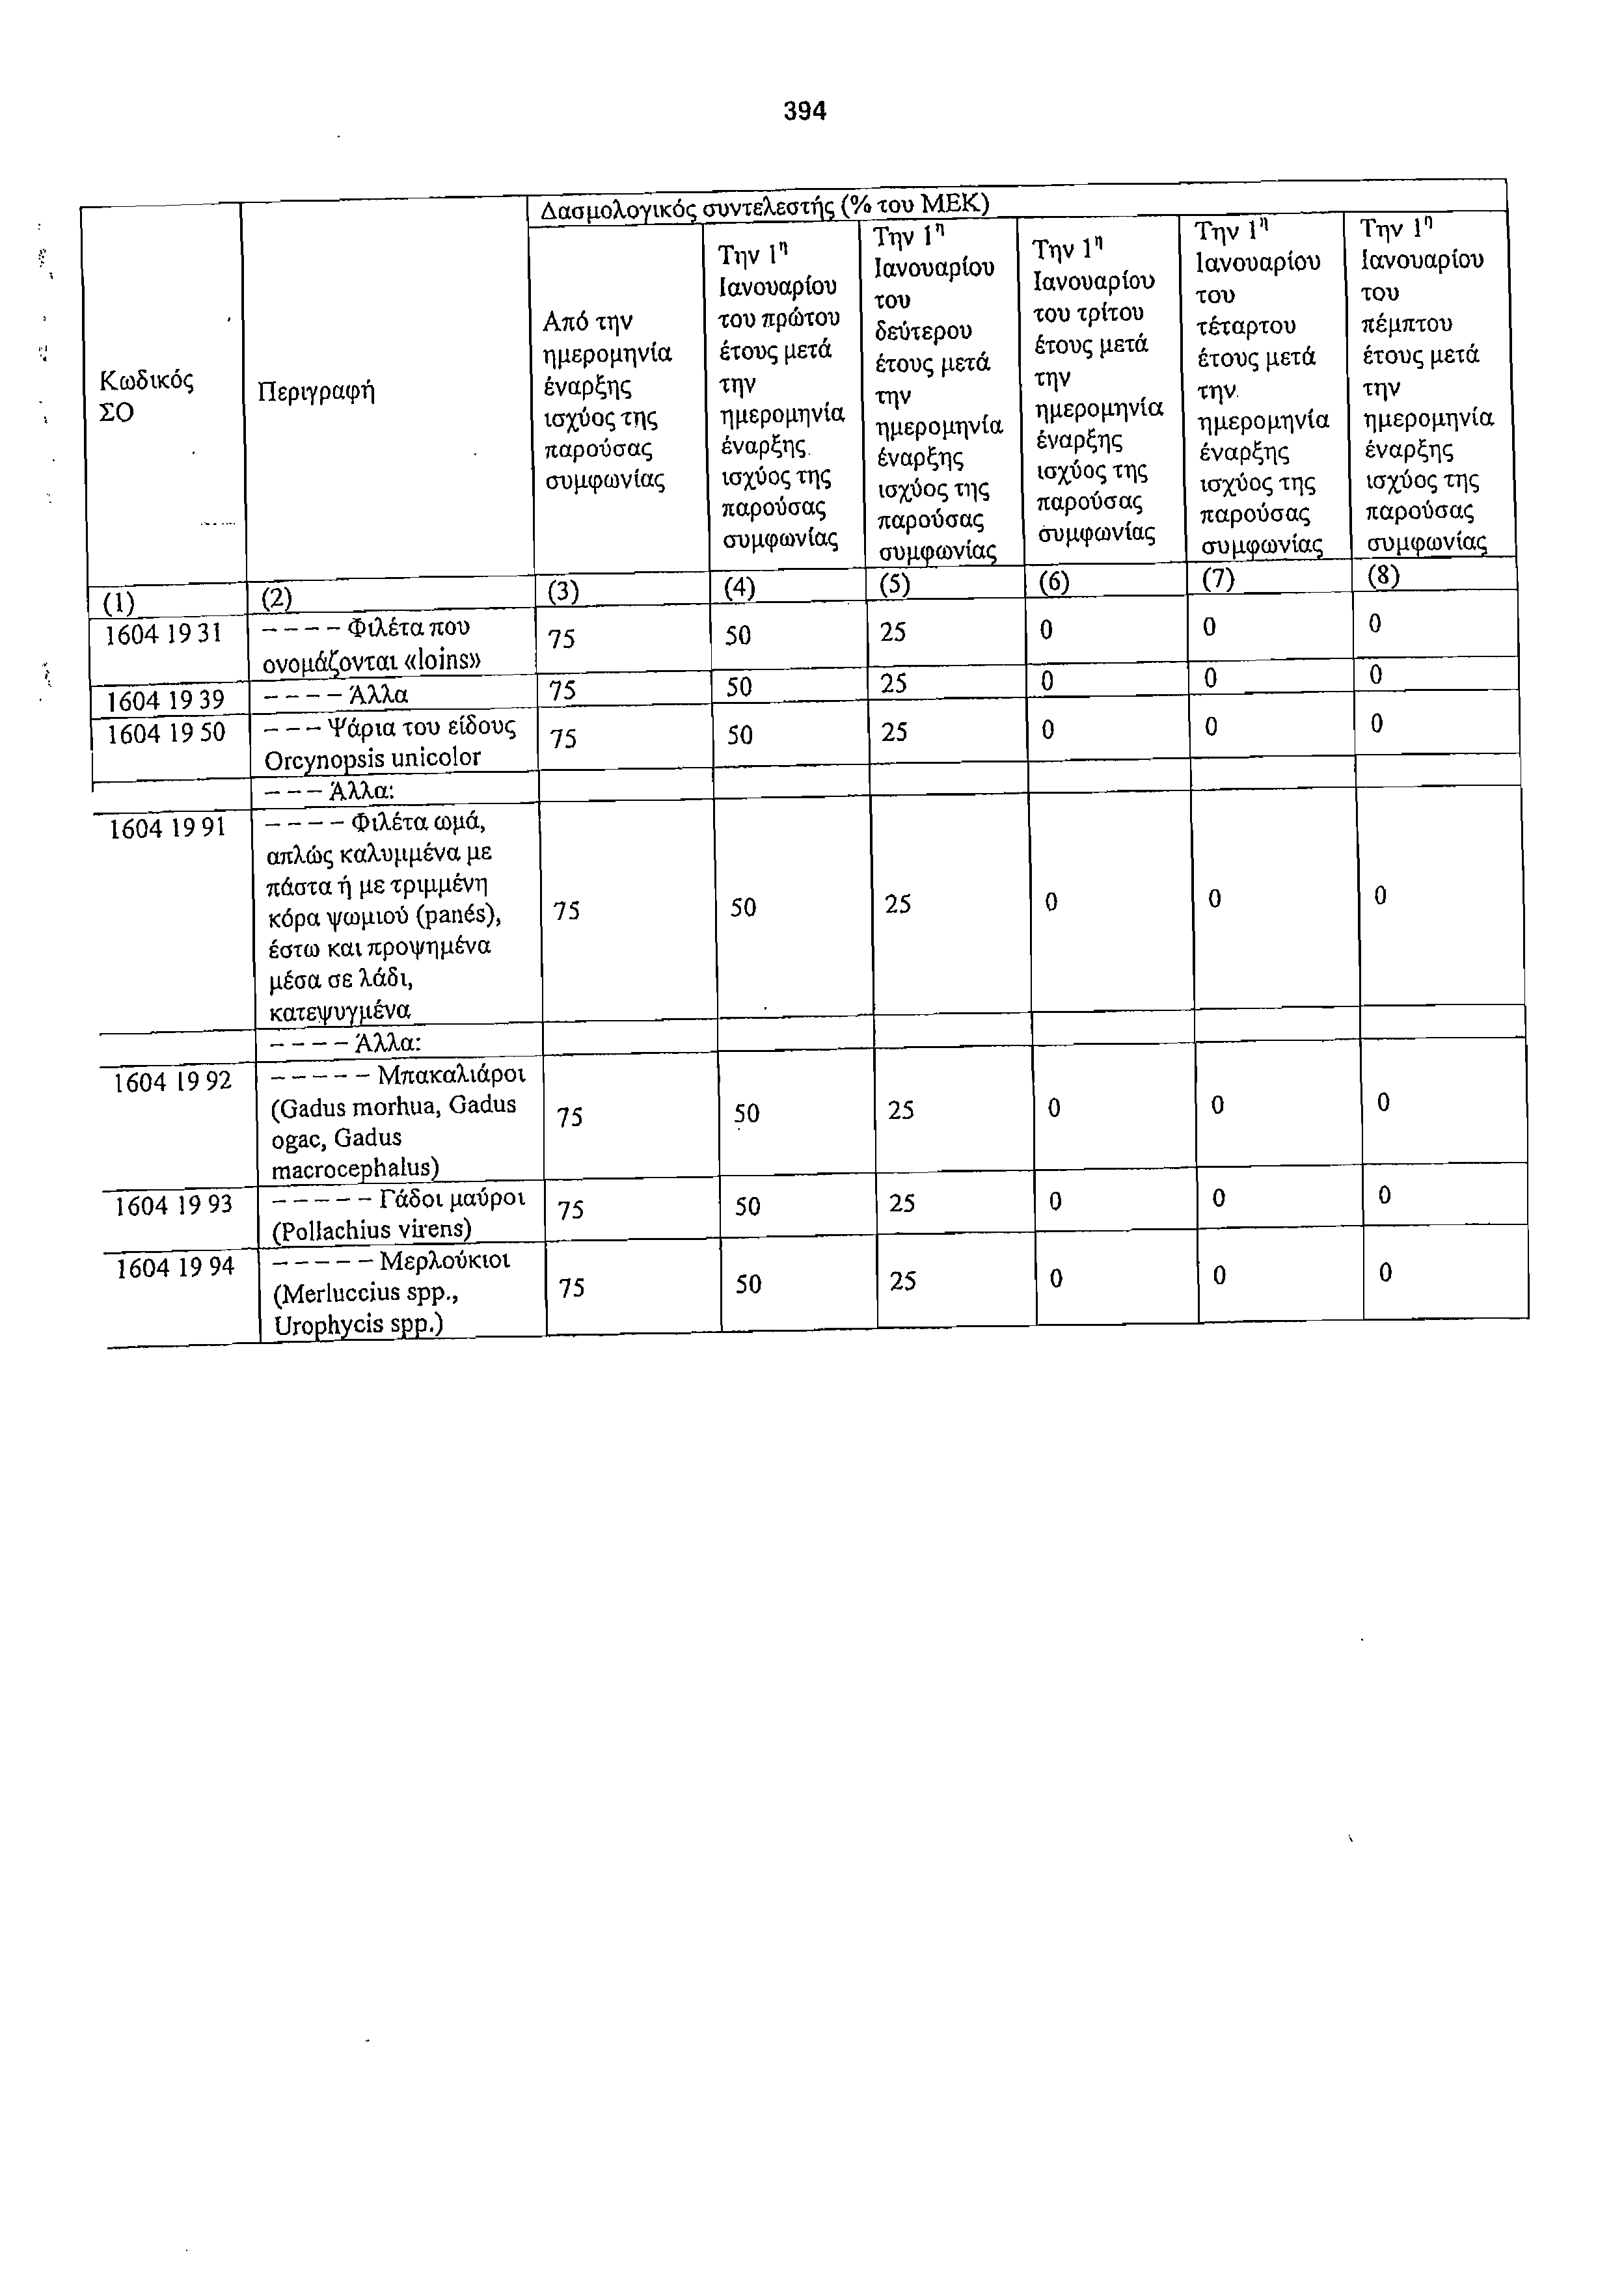 394
Δασμολογικός συντελεστής (% του ΜΕΚ)
Κωδικός
ΣΟ
Περιγραφή
Από την
ημερομηνία
έναρξης
ισχύος της
παρούσας
συμφωνίας
Την 1η
Ιανουαρίου
του πρώτου
έτους μετά
την
ημερομηνία
έναρξης
ισχύος της
παρούσας
συμφωνίας
Την 1η
Ιανουαρίου
του
δεύτερου
έτους μετά
την
ημερομηνία
έναρξης
ισχύος της
παρούσας
συμφωνίας
Την 1η
Ιανουαρίου
του τρίτου
έτους μετά
την
ημερομηνία
έναρξης
ισχύος της
παρούσας
συμφωνίας
Την 1η
Ιανουαρίου
του
τέταρτου
έτους μετά
την
ημερομηνία
έναρξης
ισχύος της
παρούσας
συμφωνίας
Την 1η
Ιανουαρίου
του
πέμπτου
έτους μετά
την
ημερομηνία
έναρξης
ισχύος της
παρούσας
συμφωνίας
(1) (2) (3) (4) (5) (6) (7) (8)
1604 19 31 – – – – Φιλέτα που 75 50 25 0 0 0
ονομάζονται «loins»
1604 19 39 – – – – Άλλα 75 50 25 0 0 0
1604 19 50 – – – Ψάρια του είδους 75 50 25 0 0 0
Orcynopsis unicolor
– – – Άλλα:
1604 19 91 – – – – Φιλέτα ωμά,
απλώς καλυμμένα με
πάστα ή με τριμμένη
κόρα ψωμιού (panés), 75 50 25 0 0 0
έστω και προψημένα
μέσα σε λάδι,
κατεψυγμένα
– – – – Άλλα:
1604 19 92 – – – – – Μπακαλιάροι
(Gadus morhua, Gadus 75 50 25 0 0 0
ogac, Gadus
macrocephalus)
1604 19 93 – – – – – Γάδοι μαύροι 75 50 25 0 0 0
(Pollachius virens)
1604 19 94 – – – – – Μερλούκιοι
(Merluccius spp., 75 50 25 0 0 0
Urophycis spp.)